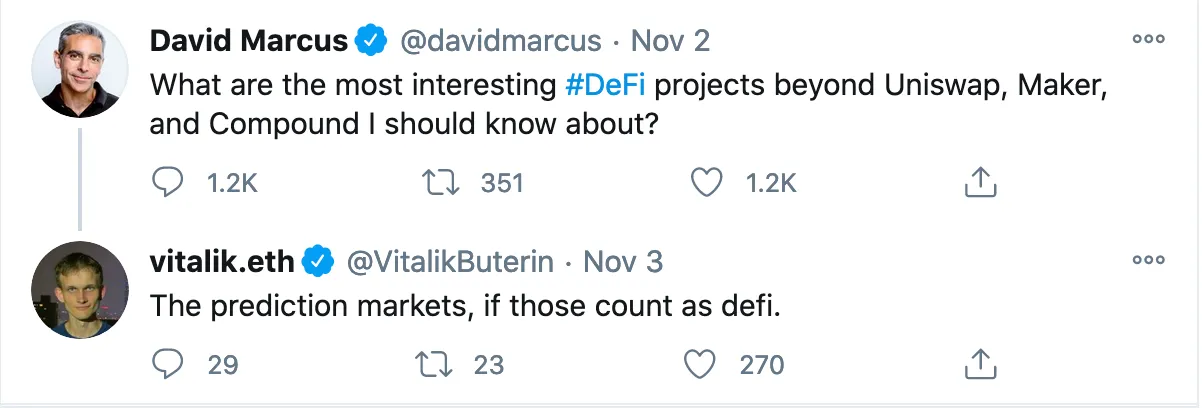 David Marcus @davidmarcus · Nov 2
What are the most interesting #DeFi projects beyond Uniswap, Maker,
and Compound I should know about?
1.2K 351 1.2K
vitalik.eth @VitalikButerin · Nov 3
The prediction markets, if those count as defi.
29 23 270